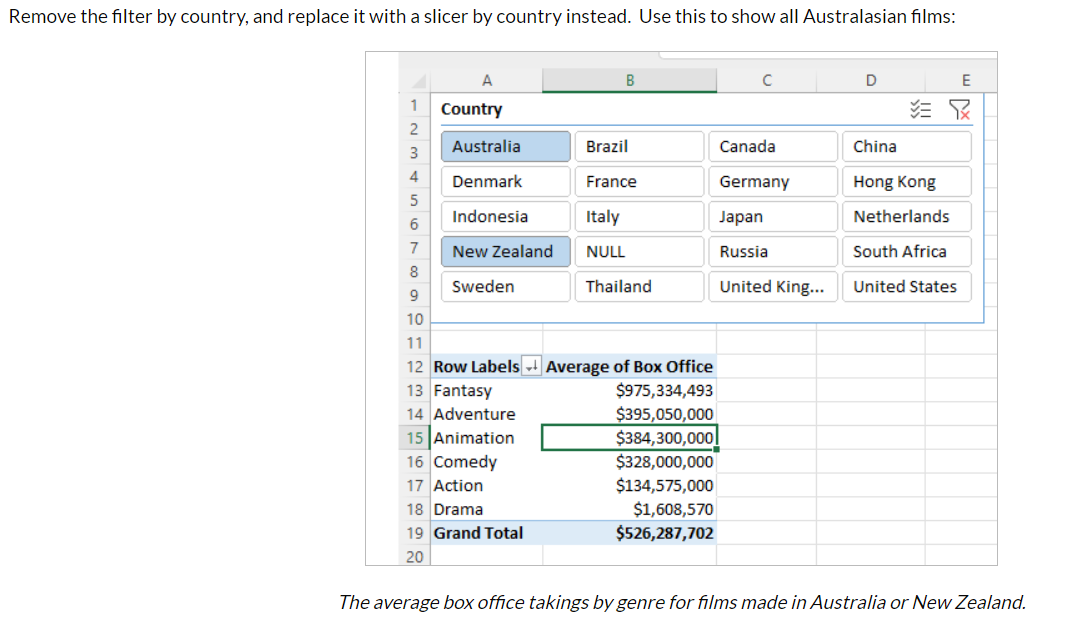 Remove the filter by country, and replace it with a slicer by country instead. Use this to show all Australasian films:
A B C D E
1 Country
2
3 Australia Brazil Canada China
4 Denmark France Germany Hong Kong
5
6 Indonesia Italy Japan Netherlands
7 New Zealand NULL Russia South Africa
8
9 Sweden Thailand United King... United States
10
11
12 Row Labels Average of Box Office
13 Fantasy $975,334,493
14 Adventure $395,050,000
15 Animation $384,300,000
16 Comedy $328,000,000
17 Action $134,575,000
18 Drama $1,608,570
19 Grand Total $526,287,702
20
The average box office takings by genre for films made in Australia or New Zealand.